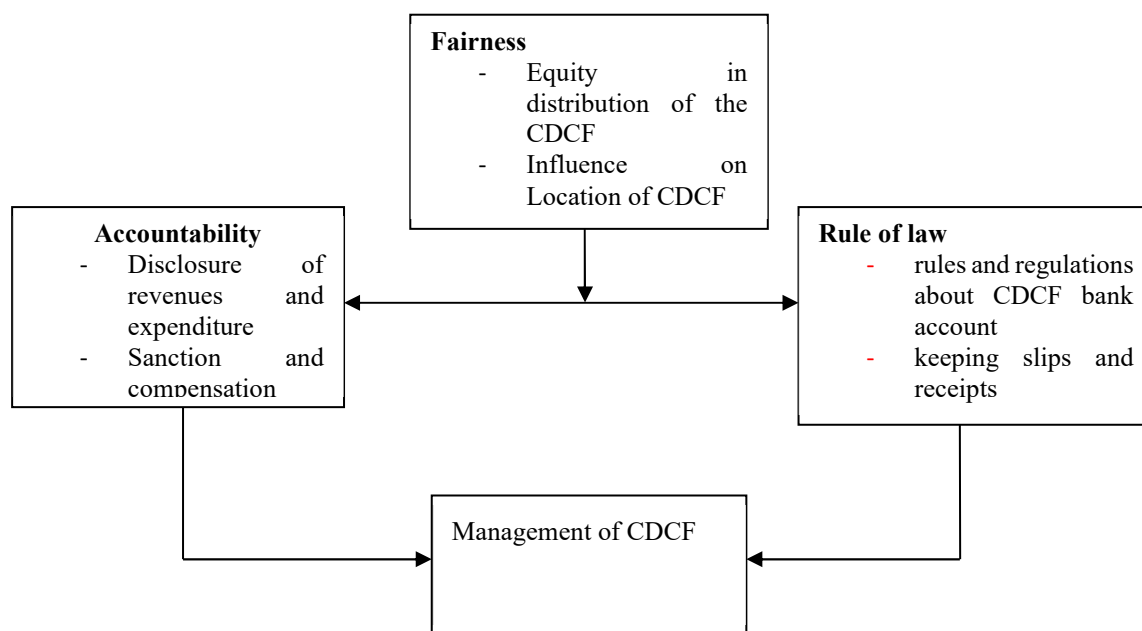 Fairness
- Equity in
distribution of the
CDCF
- Influence on
Location of CDCF
Accountability
- Disclosure of
revenues and
expenditure
- Sanction and
compensation
Rule of law
- rules and regulations
about CDCF bank
account
- keeping slips and
receipts
Management of CDCF